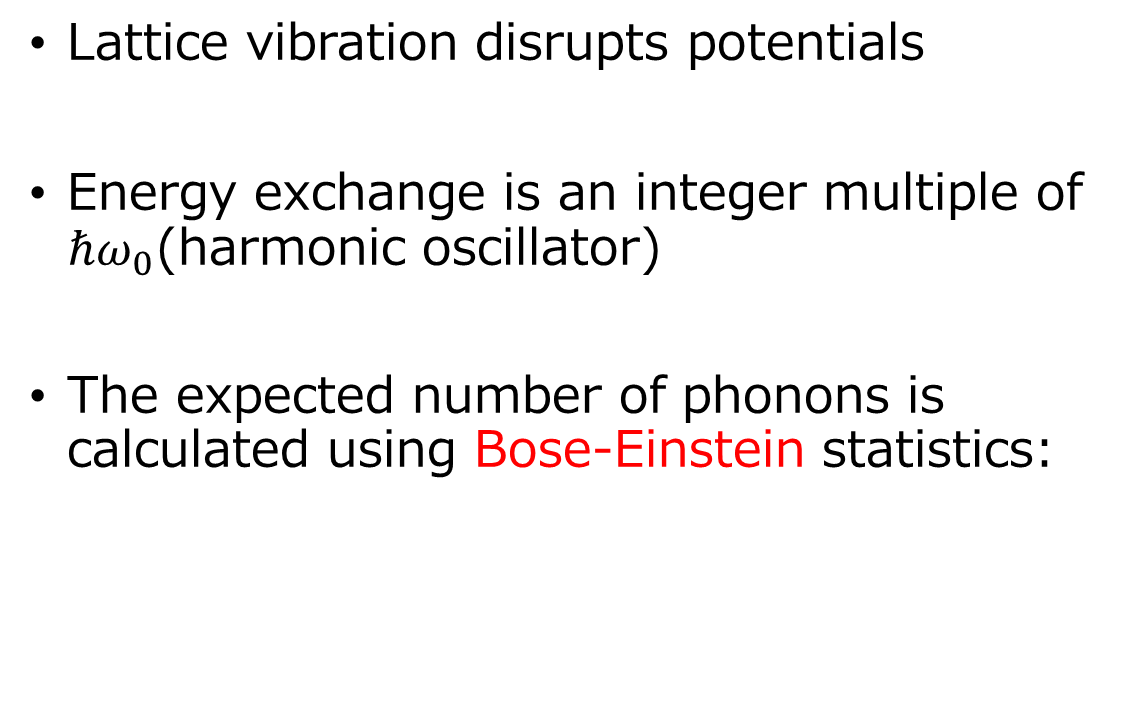 • Lattice vibration disrupts potentials
• Energy exchange is an integer multiple of
ℏω₀(harmonic oscillator)
• The expected number of phonons is
calculated using Bose-Einstein statistics: